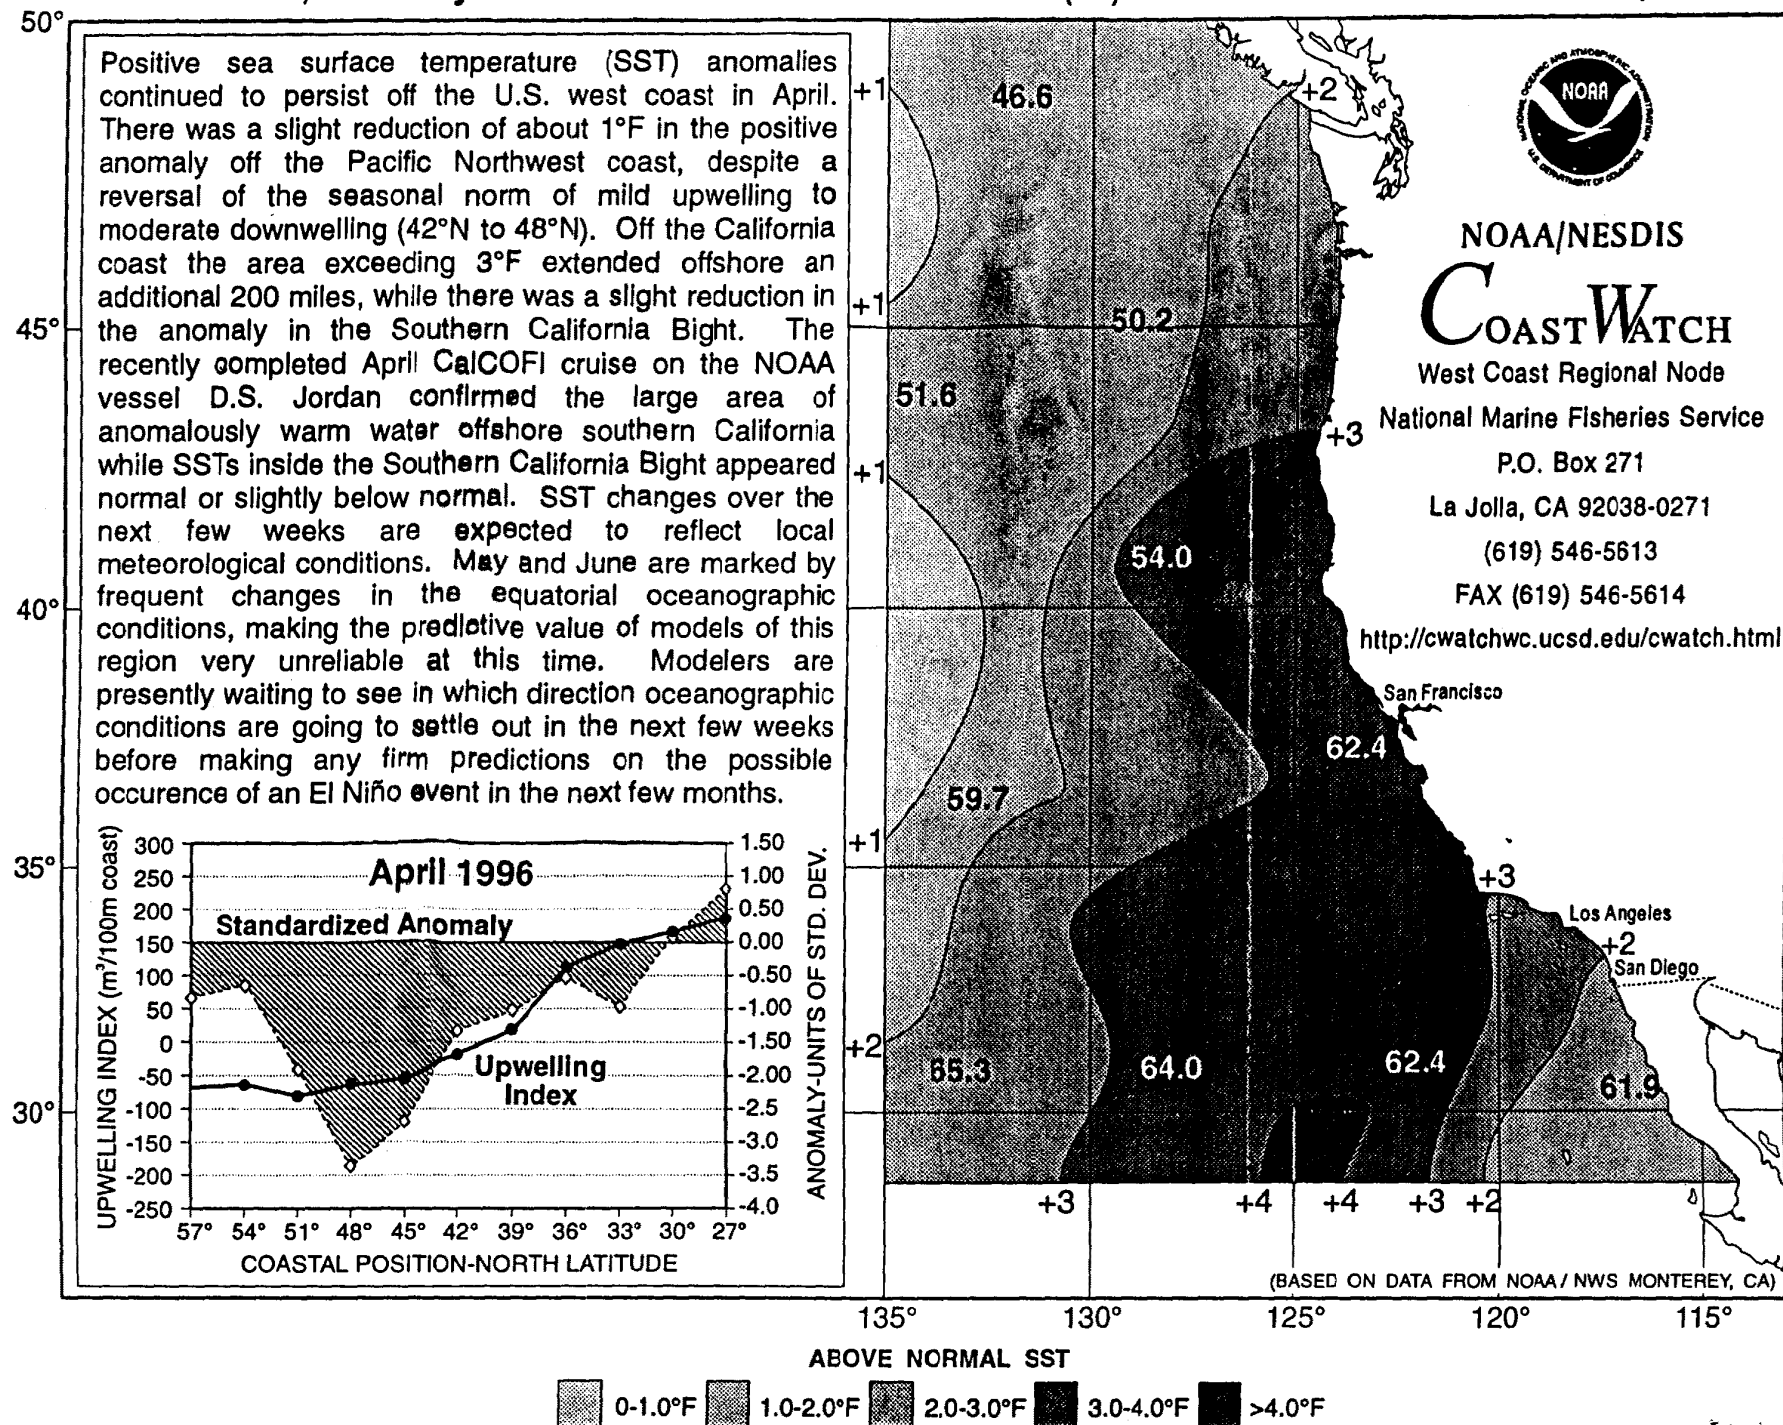 Positive sea surface temperature (SST) anomalies
continued to persist off the U.S. west coast in April.
There was a slight reduction of about 1°F in the positive
anomaly off the Pacific Northwest coast, despite a
reversal of the seasonal norm of mild upwelling to
moderate downwelling (42°N to 48°N). Off the California
coast the area exceeding 3°F extended offshore an
additional 200 miles, while there was a slight reduction in
the anomaly in the Southern California Bight. The
recently completed April CalCOFI cruise on the NOAA
vessel D.S. Jordan confirmed the large area of
anomalously warm water offshore southern California
while SSTs inside the Southern California Bight appeared
normal or slightly below normal. SST changes over the
next few weeks are expected to reflect local
meteorological conditions. May and June are marked by
frequent changes in the equatorial oceanographic
conditions, making the predictive value of models of this
region very unreliable at this time. Modelers are
presently waiting to see in which direction oceanographic
conditions are going to settle out in the next few weeks
before making any firm predictions on the possible
occurence of an El Niño event in the next few months.
50°
45°
40°
35°
30°
April 1996
Standardized Anomaly
Upwelling
Index
UPWELLING INDEX (m³/100m coast)
300
250
200
150
100
50
0
-50
-100
-150
-200
-250
1.50
1.00
0.50
0.00
-0.50
-1.00
-1.50
-2.00
-2.5
-3.0
-3.5
-4.0
ANOMALY-UNITS OF STD. DEV.
57° 54° 51° 48° 45° 42° 39° 36° 33° 30° 27°
COASTAL POSITION-NORTH LATITUDE
+1
+1
+1
+1
+2
46.6
+2
50.2
51.6
+3
54.0
San Francisco
62.4
59.7
+3
Los Angeles
+2
San Diego
65.3
64.0
62.4
61.9
+3 +4 +4 +3 +2
NOAA
NATIONAL OCEANIC AND ATMOSPHERIC ADMINISTRATION
U.S. DEPARTMENT OF COMMERCE
NOAA/NESDIS
COASTWATCH
West Coast Regional Node
National Marine Fisheries Service
P.O. Box 271
La Jolla, CA 92038-0271
(619) 546-5613
FAX (619) 546-5614
http://cwatchwc.ucsd.edu/cwatch.html
(BASED ON DATA FROM NOAA / NWS MONTEREY, CA)
135° 130° 125° 120° 115°
ABOVE NORMAL SST
0-1.0°F 1.0-2.0°F 2.0-3.0°F 3.0-4.0°F >4.0°F